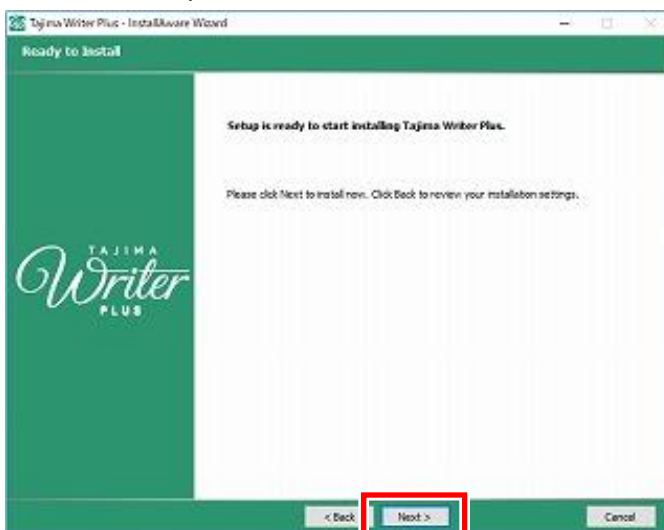 Tajima Writer Plus - InstallAware Wizard
Ready to Install
Setup is ready to start installing Tajima Writer Plus.
Please click Next to install now. Click Back to review your installation settings.
TAJIMA
Writer
PLUS
< Back
Next >
Cancel